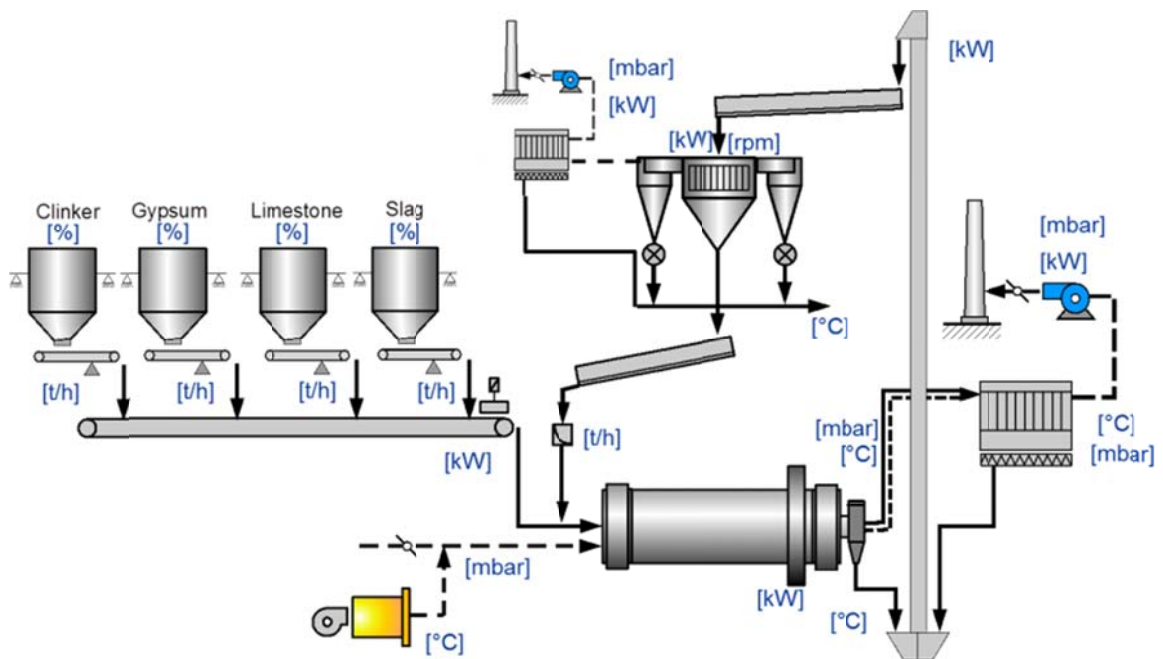 [kW]
[mbar]
[kW]
[kW] [rpm]
Clinker Gypsum Limestone Slag
[%] [%] [%] [%]
[mbar]
[kW]
[°C]
[t/h] [t/h] [t/h] [t/h]
[kW]
[t/h]
[mbar]
[°C]
[°C]
[mbar]
[mbar]
[°C]
[kW]
[°C]